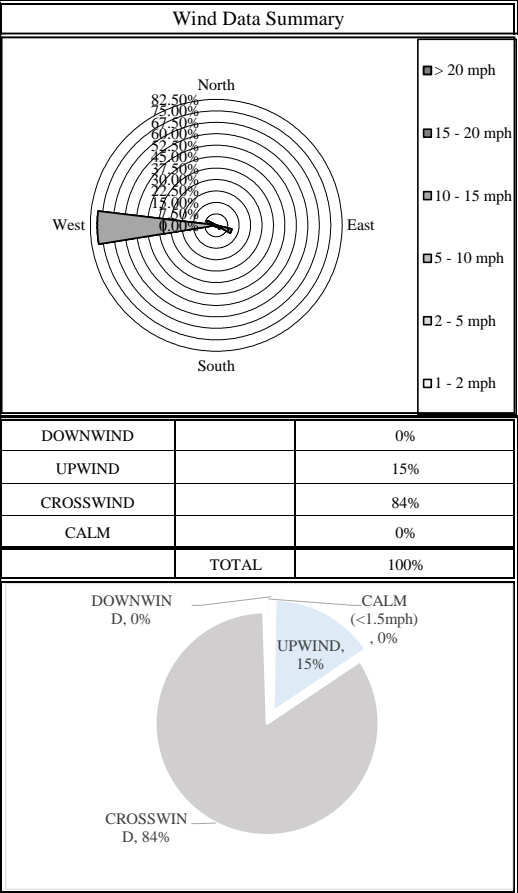 Wind Data Summary
North
82.50%
75.00%
67.50%
60.00%
52.50%
45.00%
37.50%
30.00%
22.50%
15.00%
7.50%
0.00%
West
East
South
> 20 mph
15 - 20 mph
10 - 15 mph
5 - 10 mph
2 - 5 mph
1 - 2 mph
DOWNWIND 0%
UPWIND 15%
CROSSWIND 84%
CALM 0%
TOTAL 100%
DOWNWIN
D, 0%
CALM
(<1.5mph)
, 0%
UPWIND,
15%
CROSSWIN
D, 84%